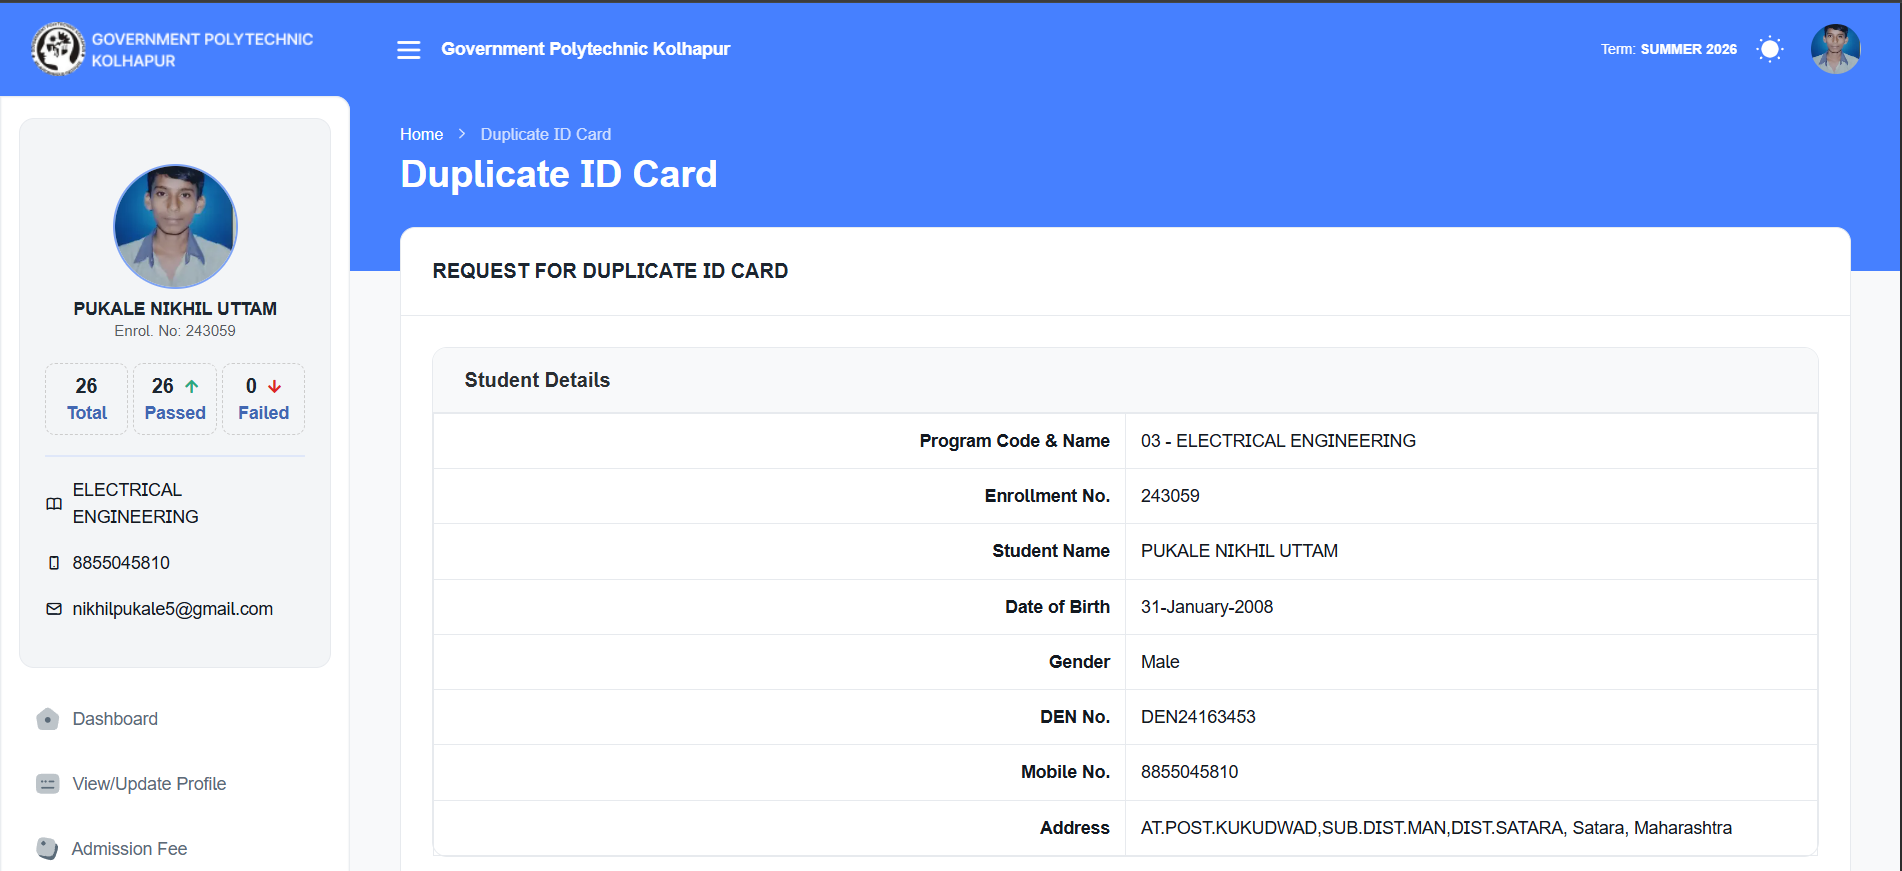 GOVERNMENT POLYTECHNIC
KOLHAPUR
Government Polytechnic Kolhapur
Term: SUMMER 2026
Home > Duplicate ID Card
Duplicate ID Card
PUKALE NIKHIL UTTAM
Enrol. No: 243059
26 Total
26 Passed
0 Failed
ELECTRICAL
ENGINEERING
8855045810
nikhilpukale5@gmail.com
Dashboard
View/Update Profile
Admission Fee
REQUEST FOR DUPLICATE ID CARD
Student Details
Program Code & Name 03 - ELECTRICAL ENGINEERING
Enrollment No. 243059
Student Name PUKALE NIKHIL UTTAM
Date of Birth 31-January-2008
Gender Male
DEN No. DEN24163453
Mobile No. 8855045810
Address AT.POST.KUKUDWAD,SUB.DIST.MAN,DIST.SATARA, Satara, Maharashtra